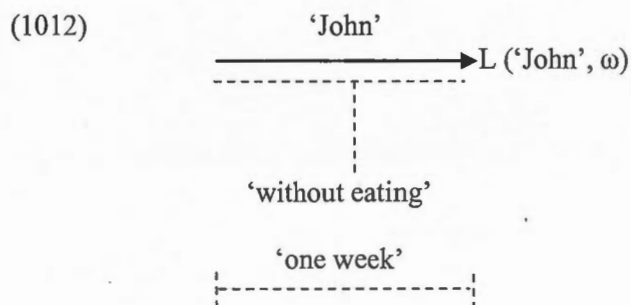 (1012) ‘John’
L (‘John’, ω)
‘without eating’
‘one week’